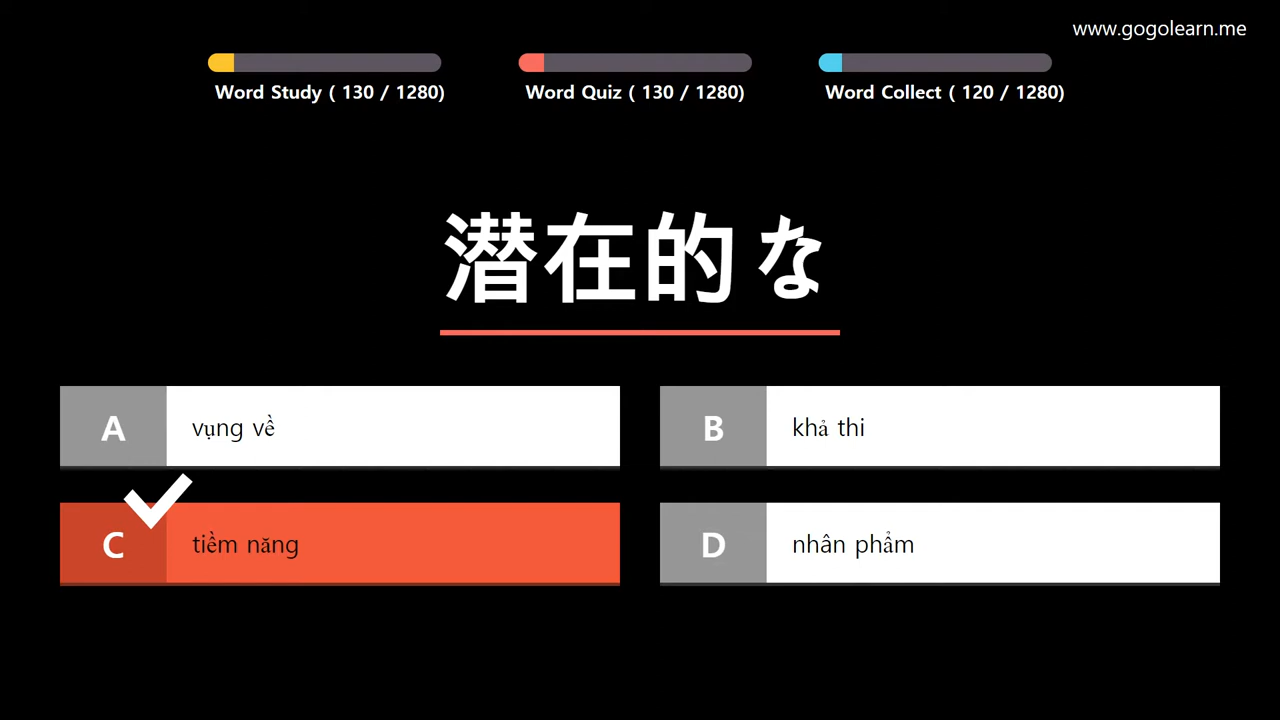 www.gogolearn.me
Word Study ( 130 / 1280)
Word Quiz ( 130 / 1280)
Word Collect ( 120 / 1280)
潜在的な
A vụng về
B khả thi
C tiềm năng
D nhân phẩm